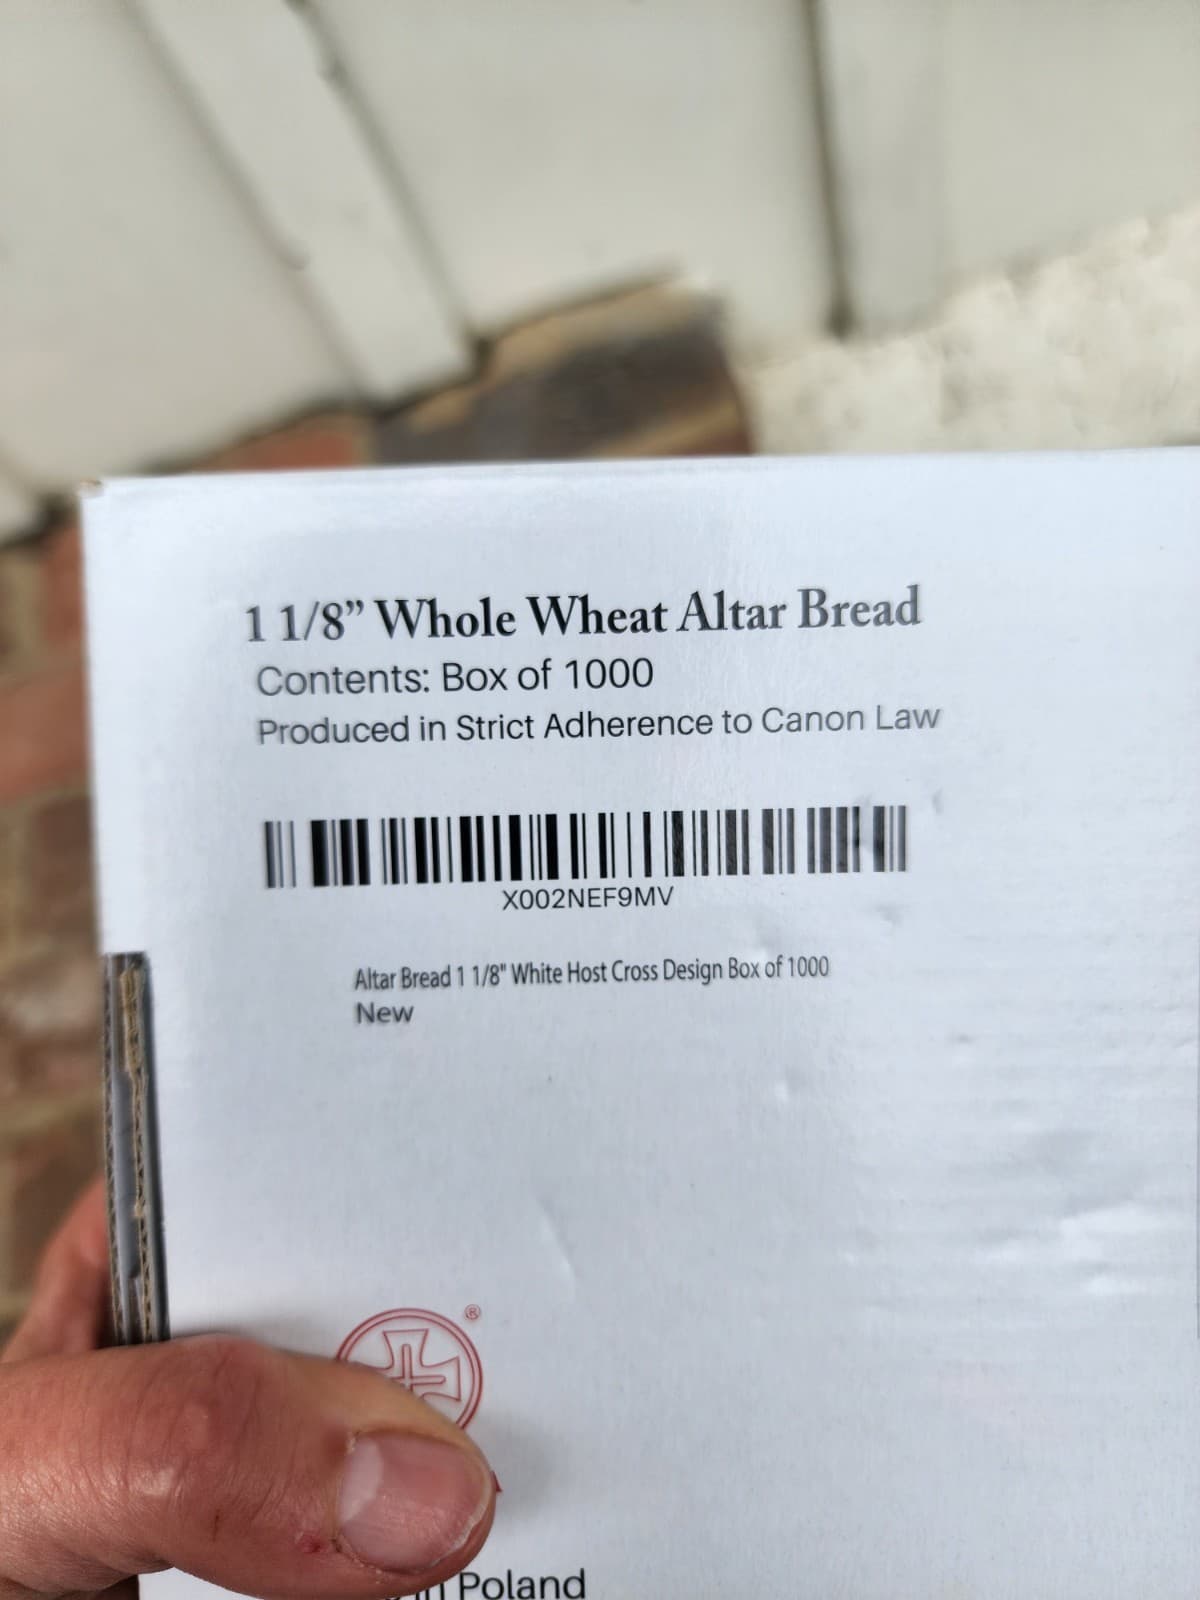 1 1/8” Whole Wheat Altar Bread
Contents: Box of 1000
Produced in Strict Adherence to Canon Law
X002NEF9MV
Altar Bread 1 1/8" White Host Cross Design Box of 1000
New
®
Poland